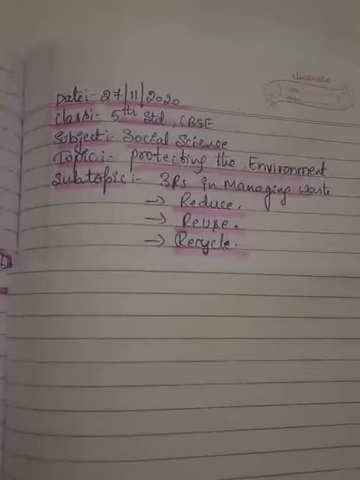 Date:- 27/11/2020
Class:- 5th Std, CBSE
Subject:- Social Science
Topic:- protecting the Environment
Subtopic:- 3Rs in Managing waste
→ Reduce.
→ Reuse.
→ Recycle.